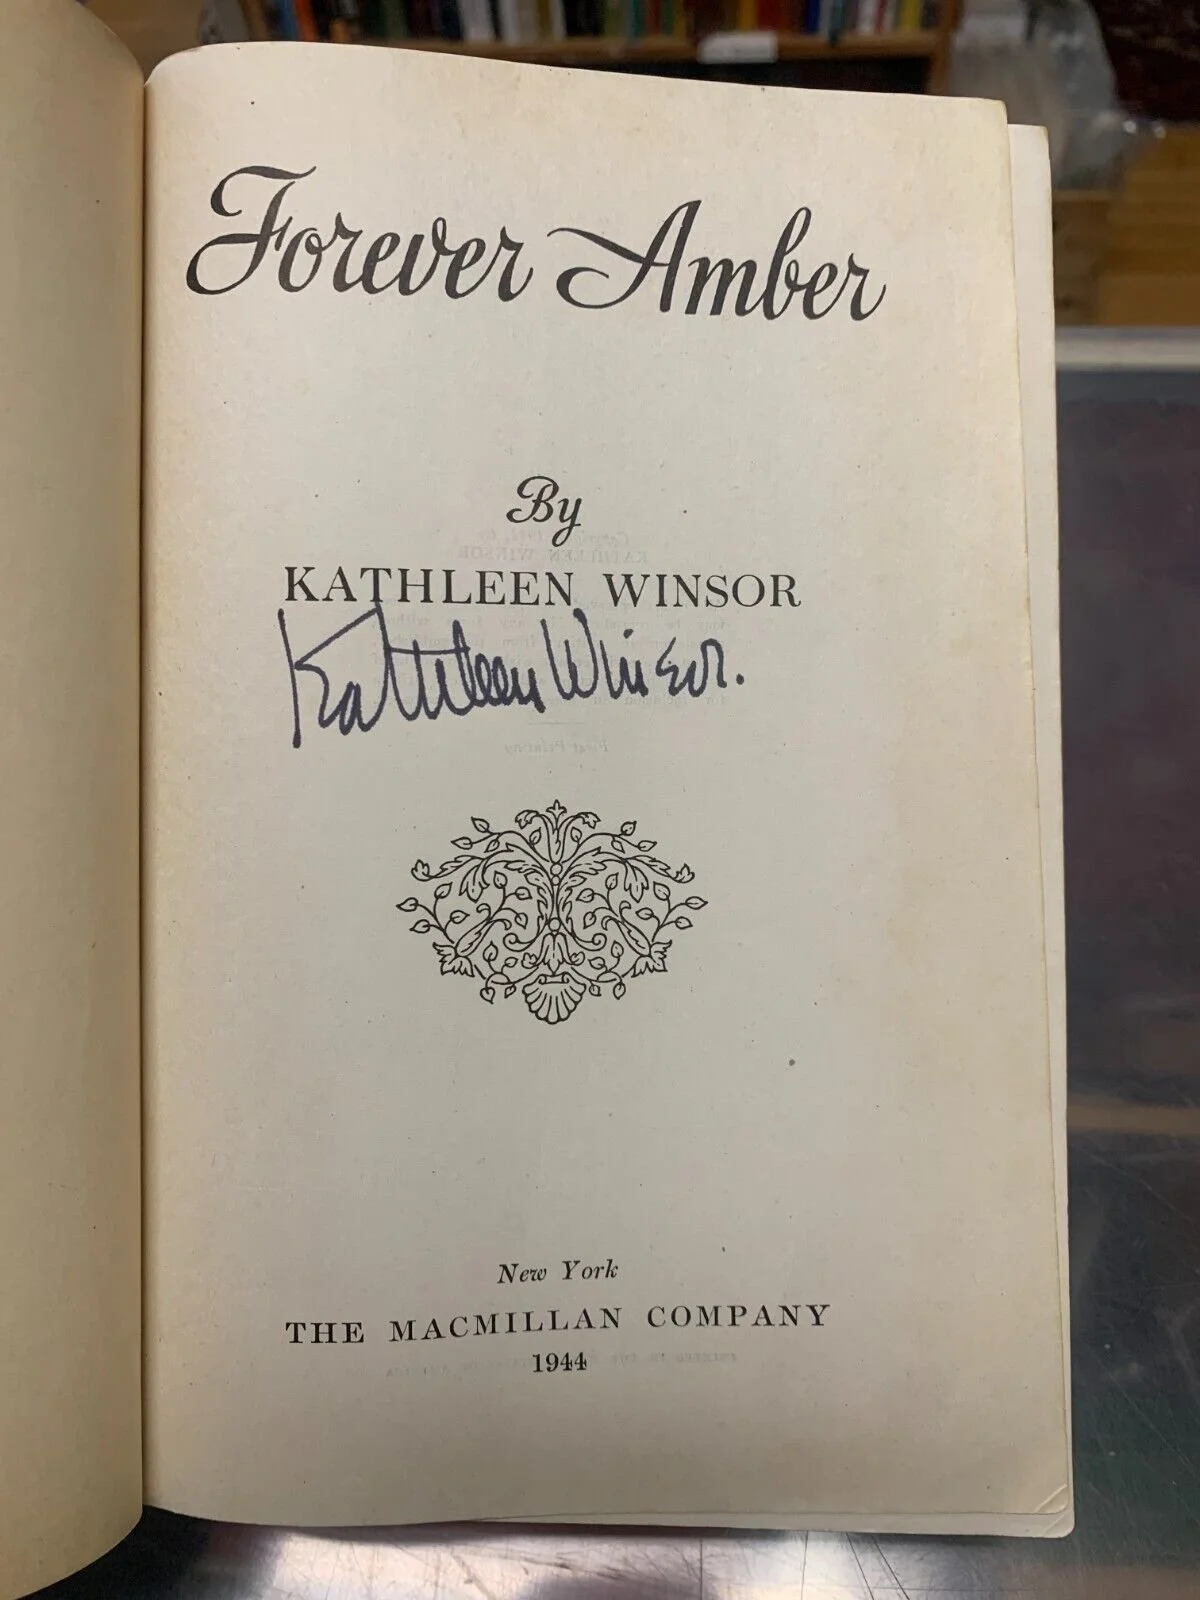 Forever Amber
By
KATHLEEN WINSOR
Kathleen Winsor.
New York
THE MACMILLAN COMPANY
1944